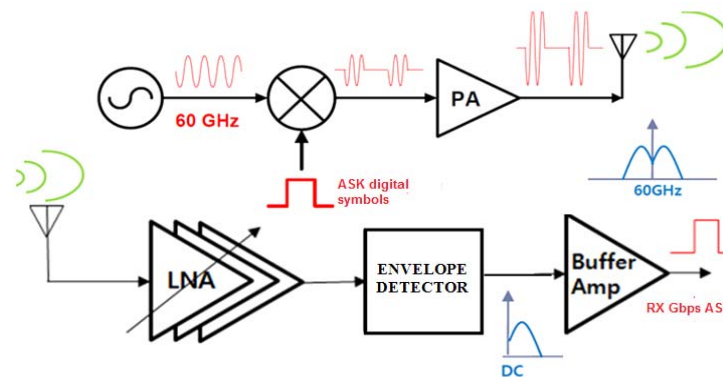 60 GHz
PA
ASK digital
symbols
60GHz
LNA
ENVELOPE
DETECTOR
Buffer
Amp
RX Gbps AS
DC